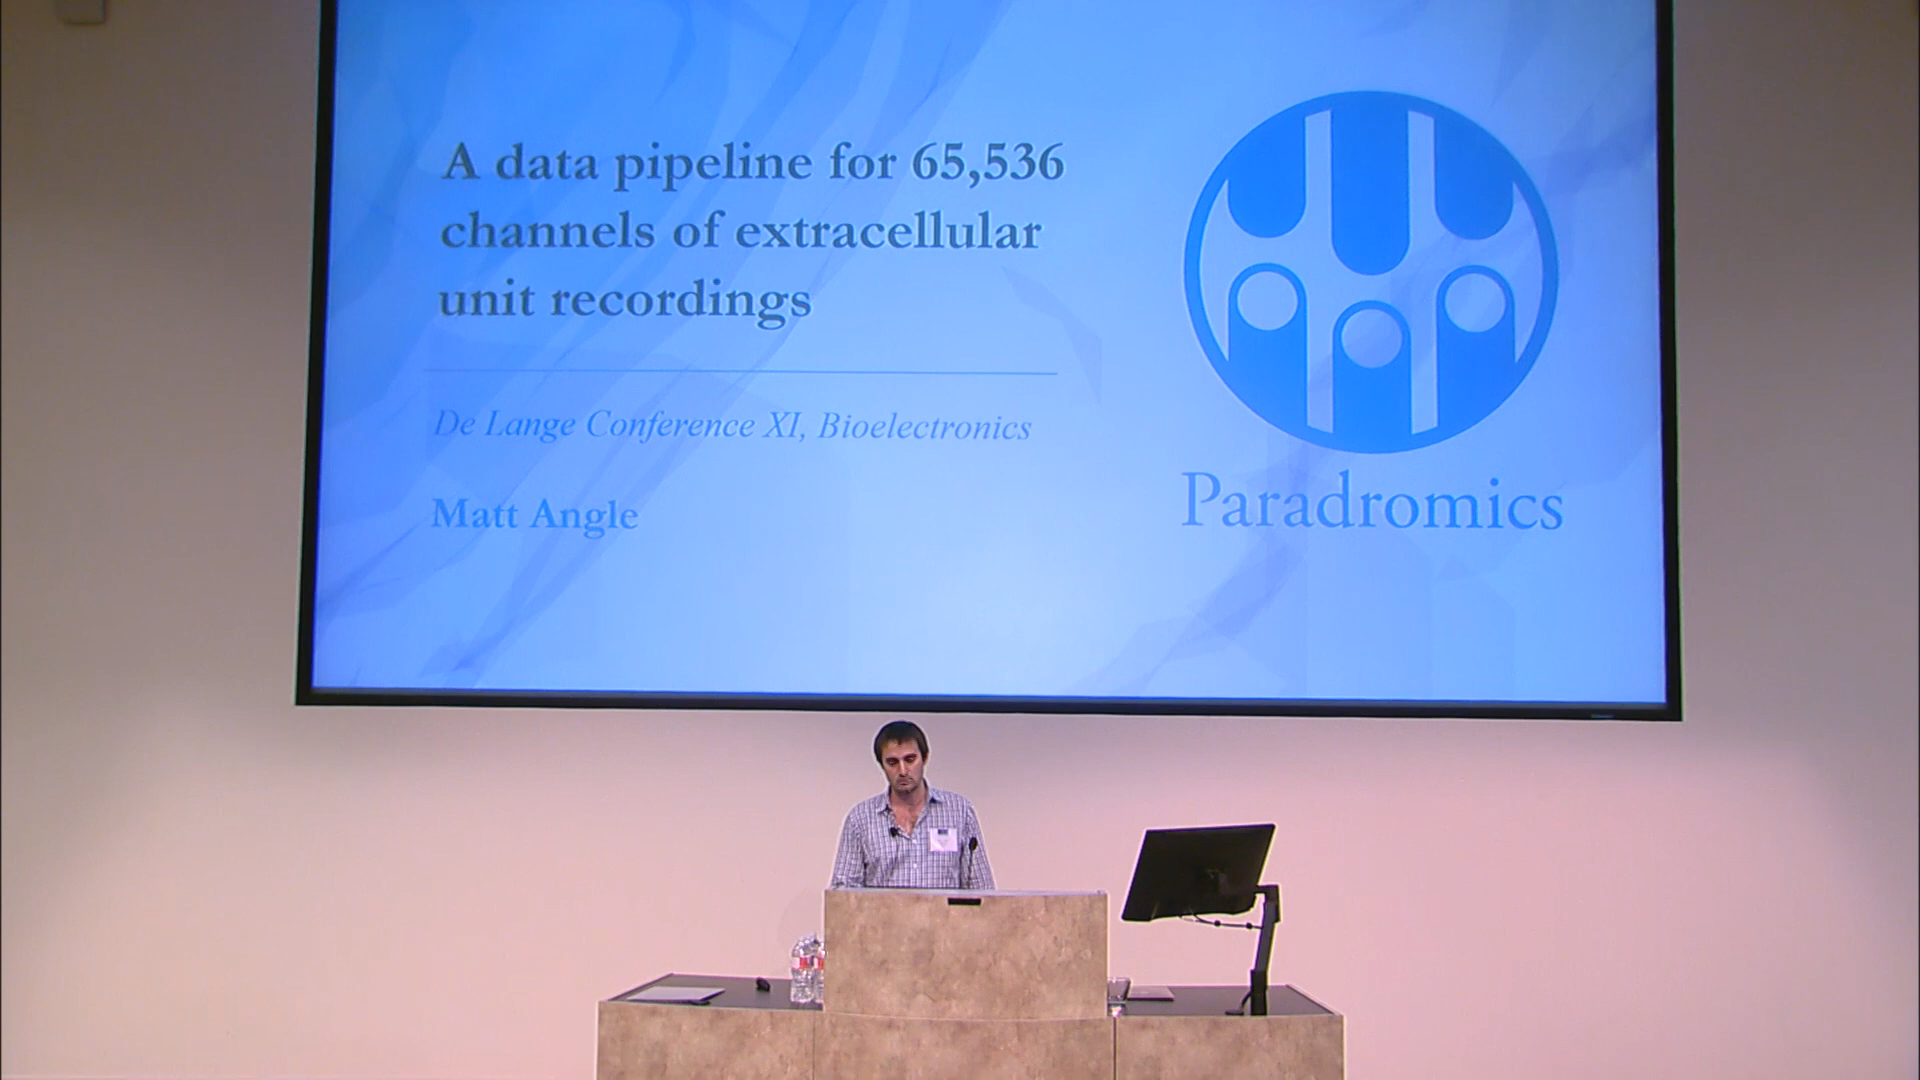 A data pipeline for 65,536
channels of extracellular
unit recordings
De Lange Conference XI, Bioelectronics
Matt Angle
Paradromics